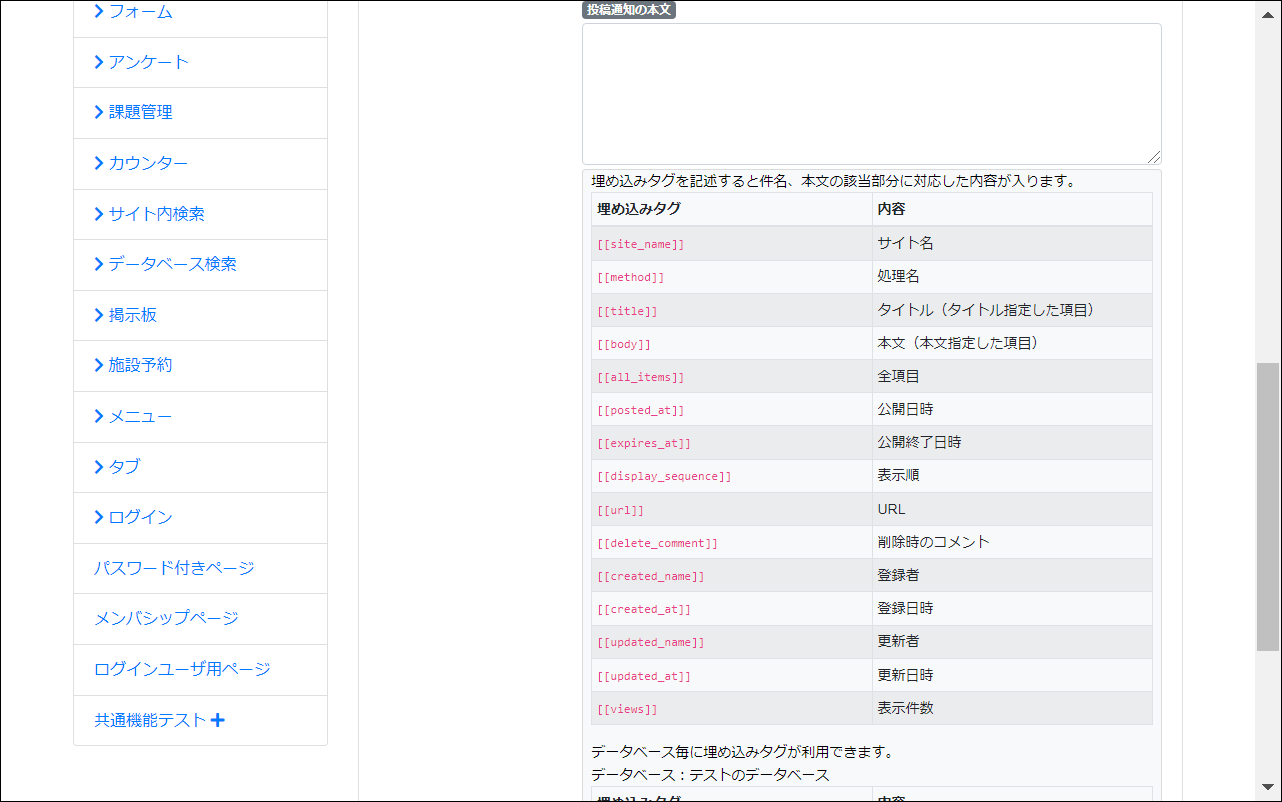 フォーム
アンケート
課題管理
カウンター
サイト内検索
データベース検索
掲示板
施設予約
メニュー
タブ
ログイン
パスワード付きページ
メンバシップページ
ログインユーザ用ページ
共通機能テスト
投稿通知の本文
埋め込みタグを記述すると件名、本文の該当部分に対応した内容が入ります。
埋め込みタグ 内容
[[site_name]] サイト名
[[method]] 処理名
[[title]] タイトル（タイトル指定した項目）
[[body]] 本文（本文指定した項目）
[[all_items]] 全項目
[[posted_at]] 公開日時
[[expires_at]] 公開終了日時
[[display_sequence]] 表示順
[[url]] URL
[[delete_comment]] 削除時のコメント
[[created_name]] 登録者
[[created_at]] 登録日時
[[updated_name]] 更新者
[[updated_at]] 更新日時
[[views]] 表示件数
データベース毎に埋め込みタグが利用できます。
データベース：テストのデータベース
埋め込みタグ 内容